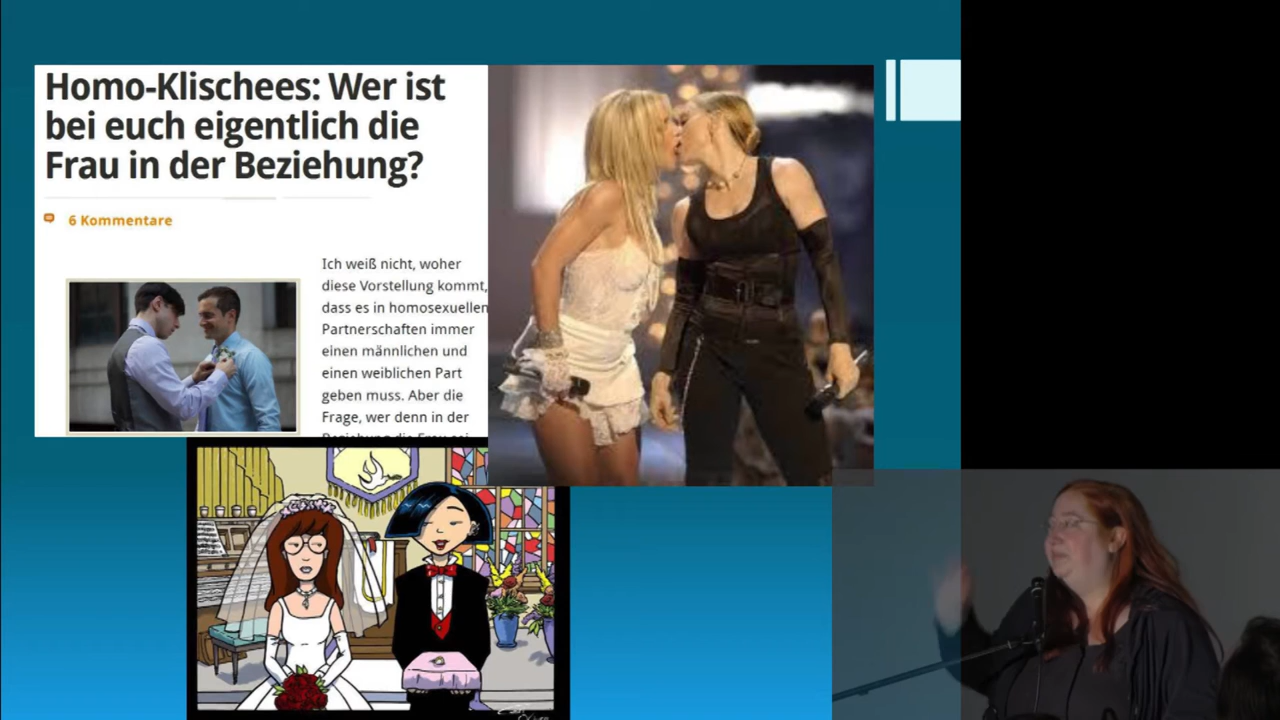 Homo-Klischees: Wer ist
bei euch eigentlich die
Frau in der Beziehung?
6 Kommentare
Ich weiß nicht, woher
diese Vorstellung kommt,
dass es in homosexuellen
Partnerschaften immer
einen männlichen und
einen weiblichen Part
geben muss. Aber die
Frage, wer denn in der